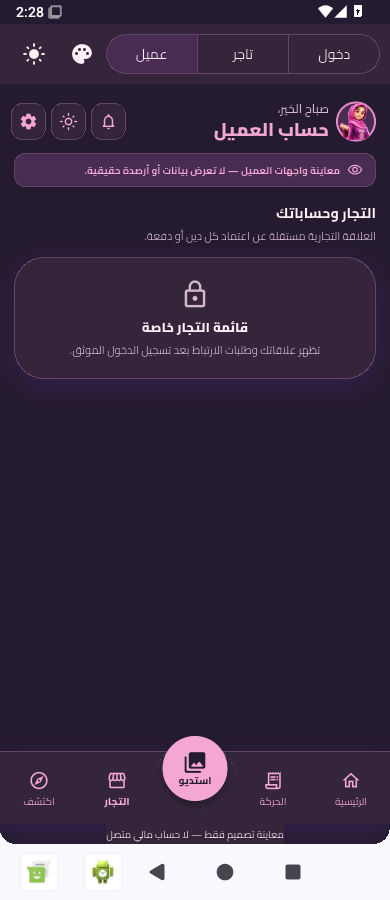 2:28
دخول
تاجر
عميل
صباح الخير،
حساب العميل
معاينة واجهات العميل — لا تعرض بيانات أو أرصدة حقيقية.
التجار وحساباتك
العلاقة التجارية مستقلة عن اعتماد كل دين أو دفعة.
قائمة التجار خاصة
تظهر علاقاتك وطلبات الارتباط بعد تسجيل الدخول الموثق.
الرئيسية
الحركة
استديو
التجار
اكتشف
معاينة تصميم فقط — لا حساب مالي متصل